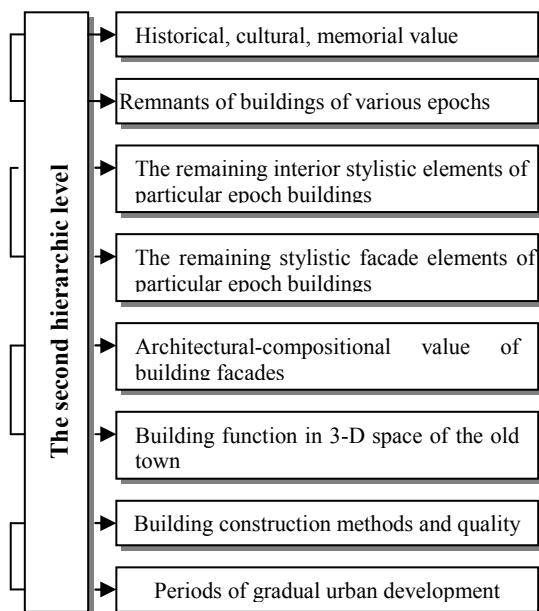 The second hierarchic level
Historical, cultural, memorial value
Remnants of buildings of various epochs
The remaining interior stylistic elements of
particular epoch buildings
The remaining stylistic facade elements of
particular epoch buildings
Architectural-compositional value of
building facades
Building function in 3-D space of the old
town
Building construction methods and quality
Periods of gradual urban development